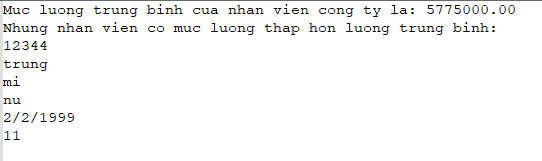 Muc luong trung binh cua nhan vien cong ty la: 5775000.00
Nhung nhan vien co muc luong thap hon luong trung binh:
12344
trung
mi
nu
2/2/1999
11